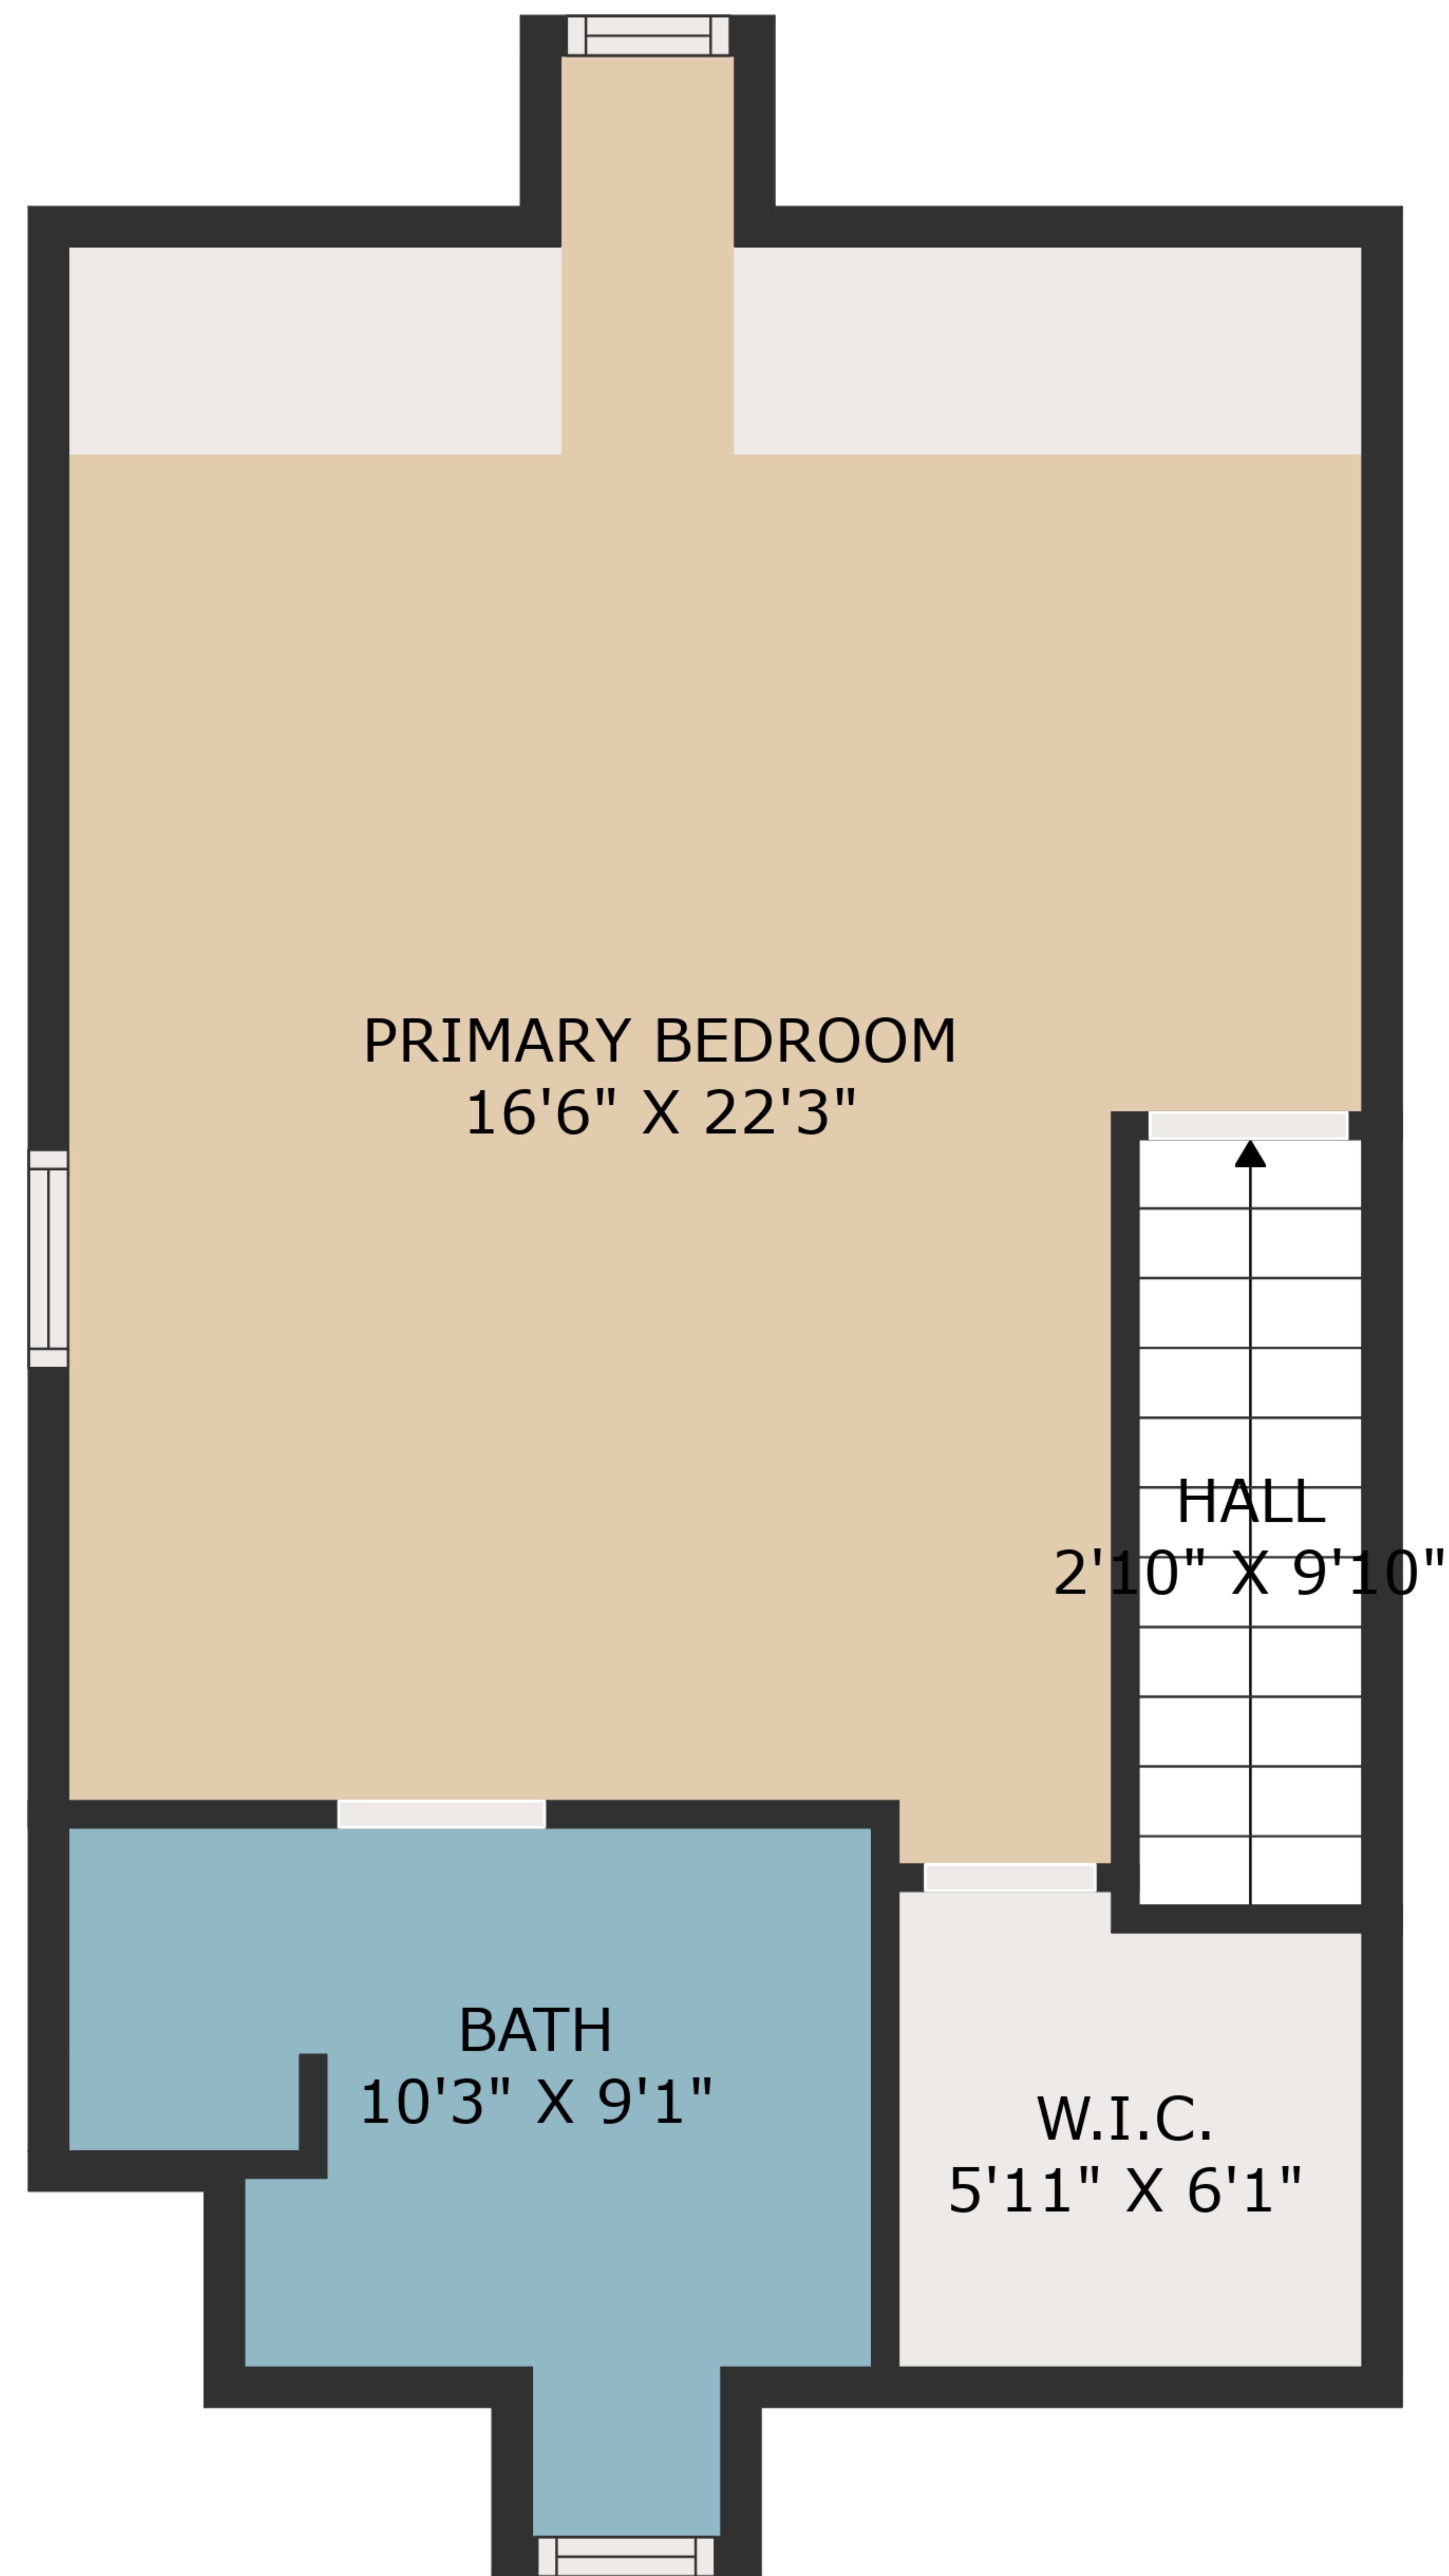 PRIMARY BEDROOM
16'6" X 22'3"
HALL
2'10" X 9'10"
BATH
10'3" X 9'1"
W.I.C.
5'11" X 6'1"